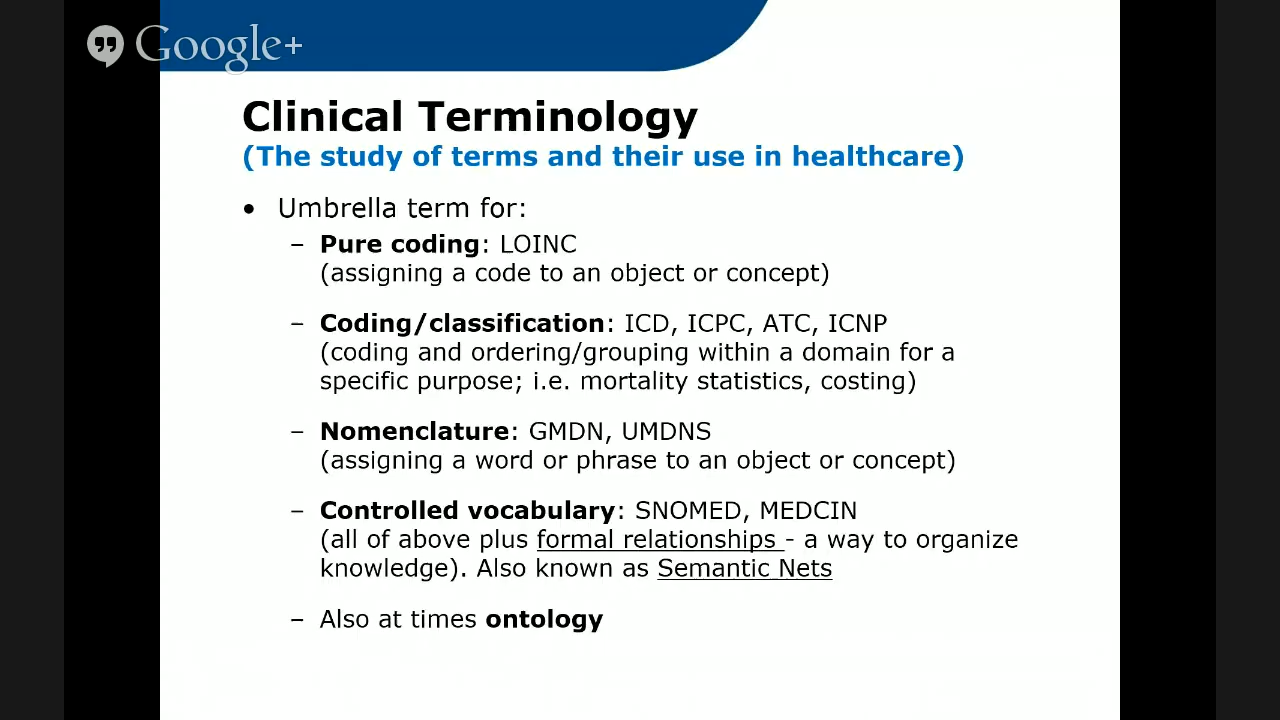 Google+
Clinical Terminology
(The study of terms and their use in healthcare)
• Umbrella term for:
– Pure coding: LOINC
(assigning a code to an object or concept)
– Coding/classification: ICD, ICPC, ATC, ICNP
(coding and ordering/grouping within a domain for a
specific purpose; i.e. mortality statistics, costing)
– Nomenclature: GMDN, UMDNS
(assigning a word or phrase to an object or concept)
– Controlled vocabulary: SNOMED, MEDCIN
(all of above plus formal relationships - a way to organize
knowledge). Also known as Semantic Nets
– Also at times ontology